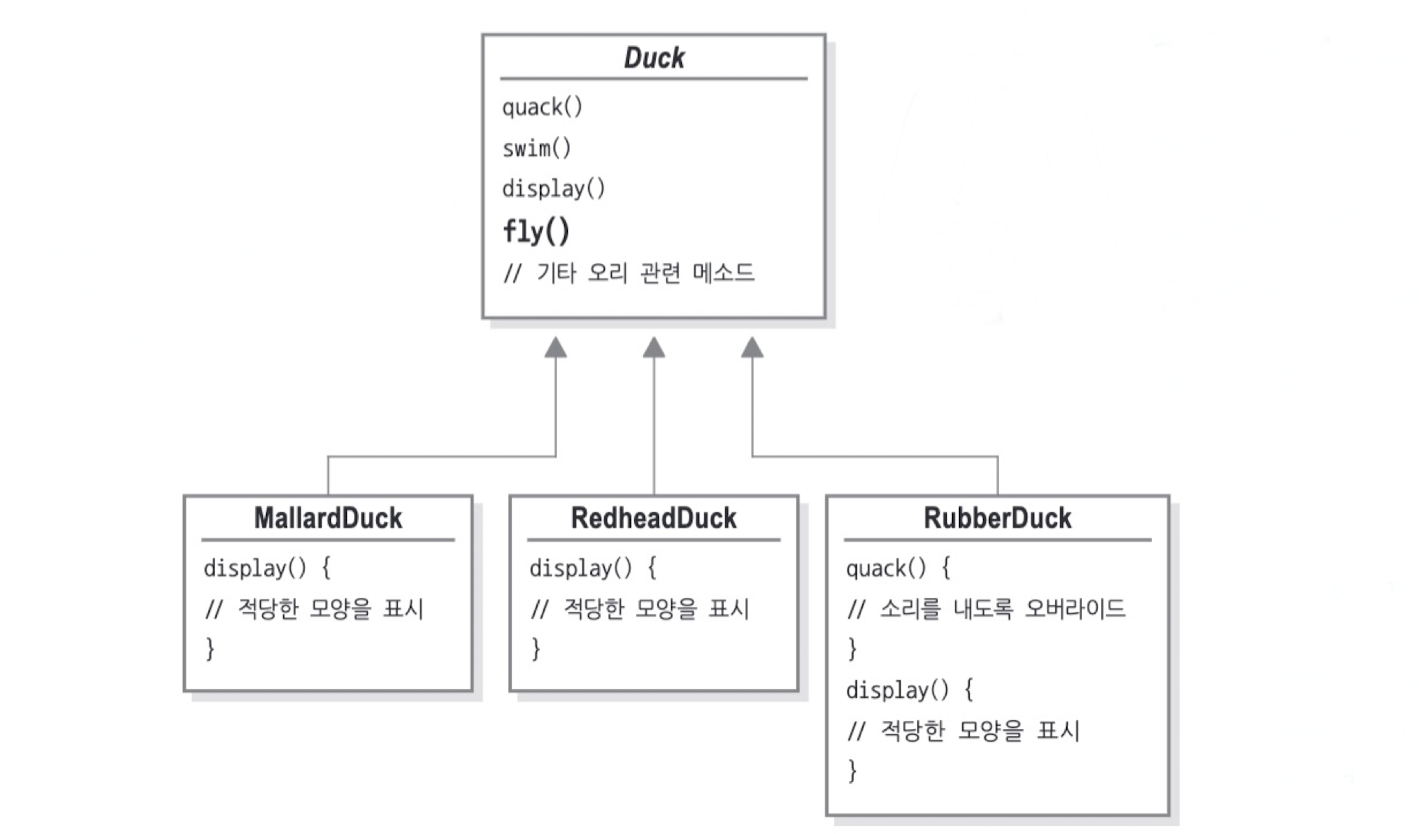 Duck
quack()
swim()
display()
fly()
// 기타 오리 관련 메소드
MallardDuck
display() {
// 적당한 모양을 표시
}
RedheadDuck
display() {
// 적당한 모양을 표시
}
RubberDuck
quack() {
// 소리를 내도록 오버라이드
}
display() {
// 적당한 모양을 표시
}